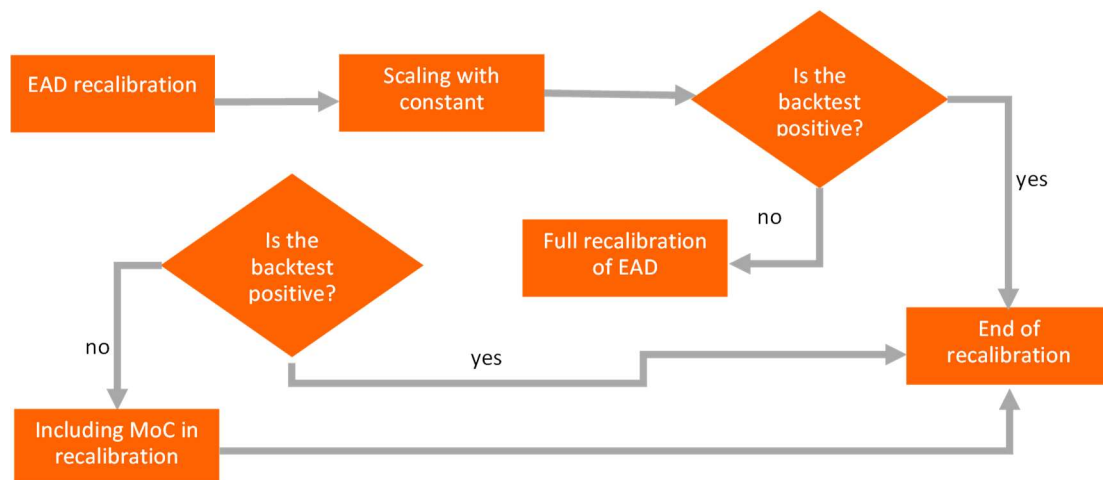 EAD recalibration
Scaling with
constant
Is the
backtest
positive?
yes
no
Full recalibration
of EAD
Is the
backtest
positive?
no
yes
End of
recalibration
Including MoC in
recalibration